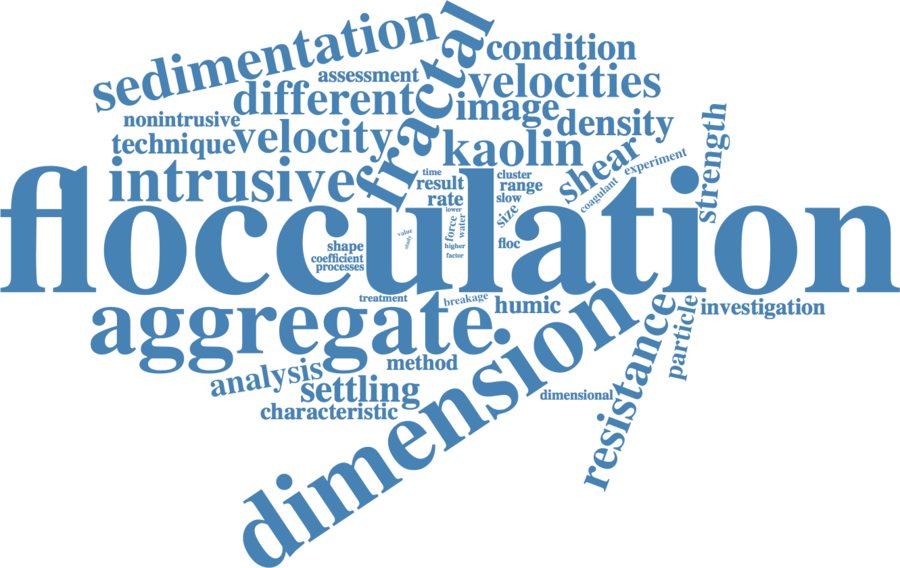 sedimentation
fractal
condition
assessment
velocities
different
image
nonintrusive
density
strength
technique
velocity
kaolin
shear
experiment
intrusive
time
cluster
result
range
coagulant
rate
slow
lower
size
force
water
flocculation
value
study
floc
shape
higher
coefficient
factor
processes
treatment
breakage
humic
aggregate
dimension
resistance
particle
investigation
method
analysis
settling
dimensional
characteristic